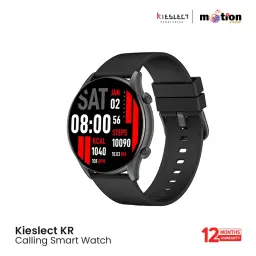 KIESLECT
motion
SAT
JAN
02
08:00 56
KCAL
1040
STEPS
10090
Kieslect KR
Calling Smart Watch
12 MONTHS
WARRANTY